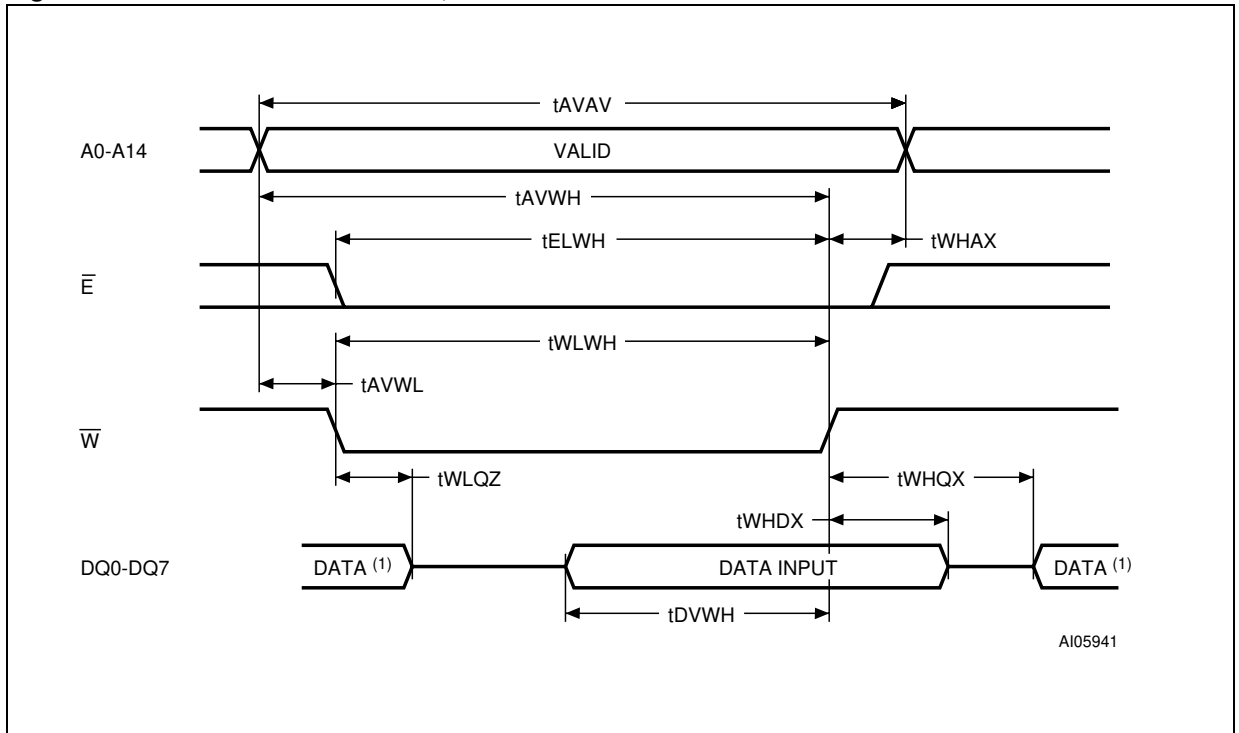 tAVAV
A0-A14 VALID
tAVWH
tELWH tWHAX
E̅
tWLWH
tAVWL
W̅
tWLQZ tWHQX
tWHDX
DQ0-DQ7 DATA (1) DATA INPUT DATA (1)
tDVWH
AI05941